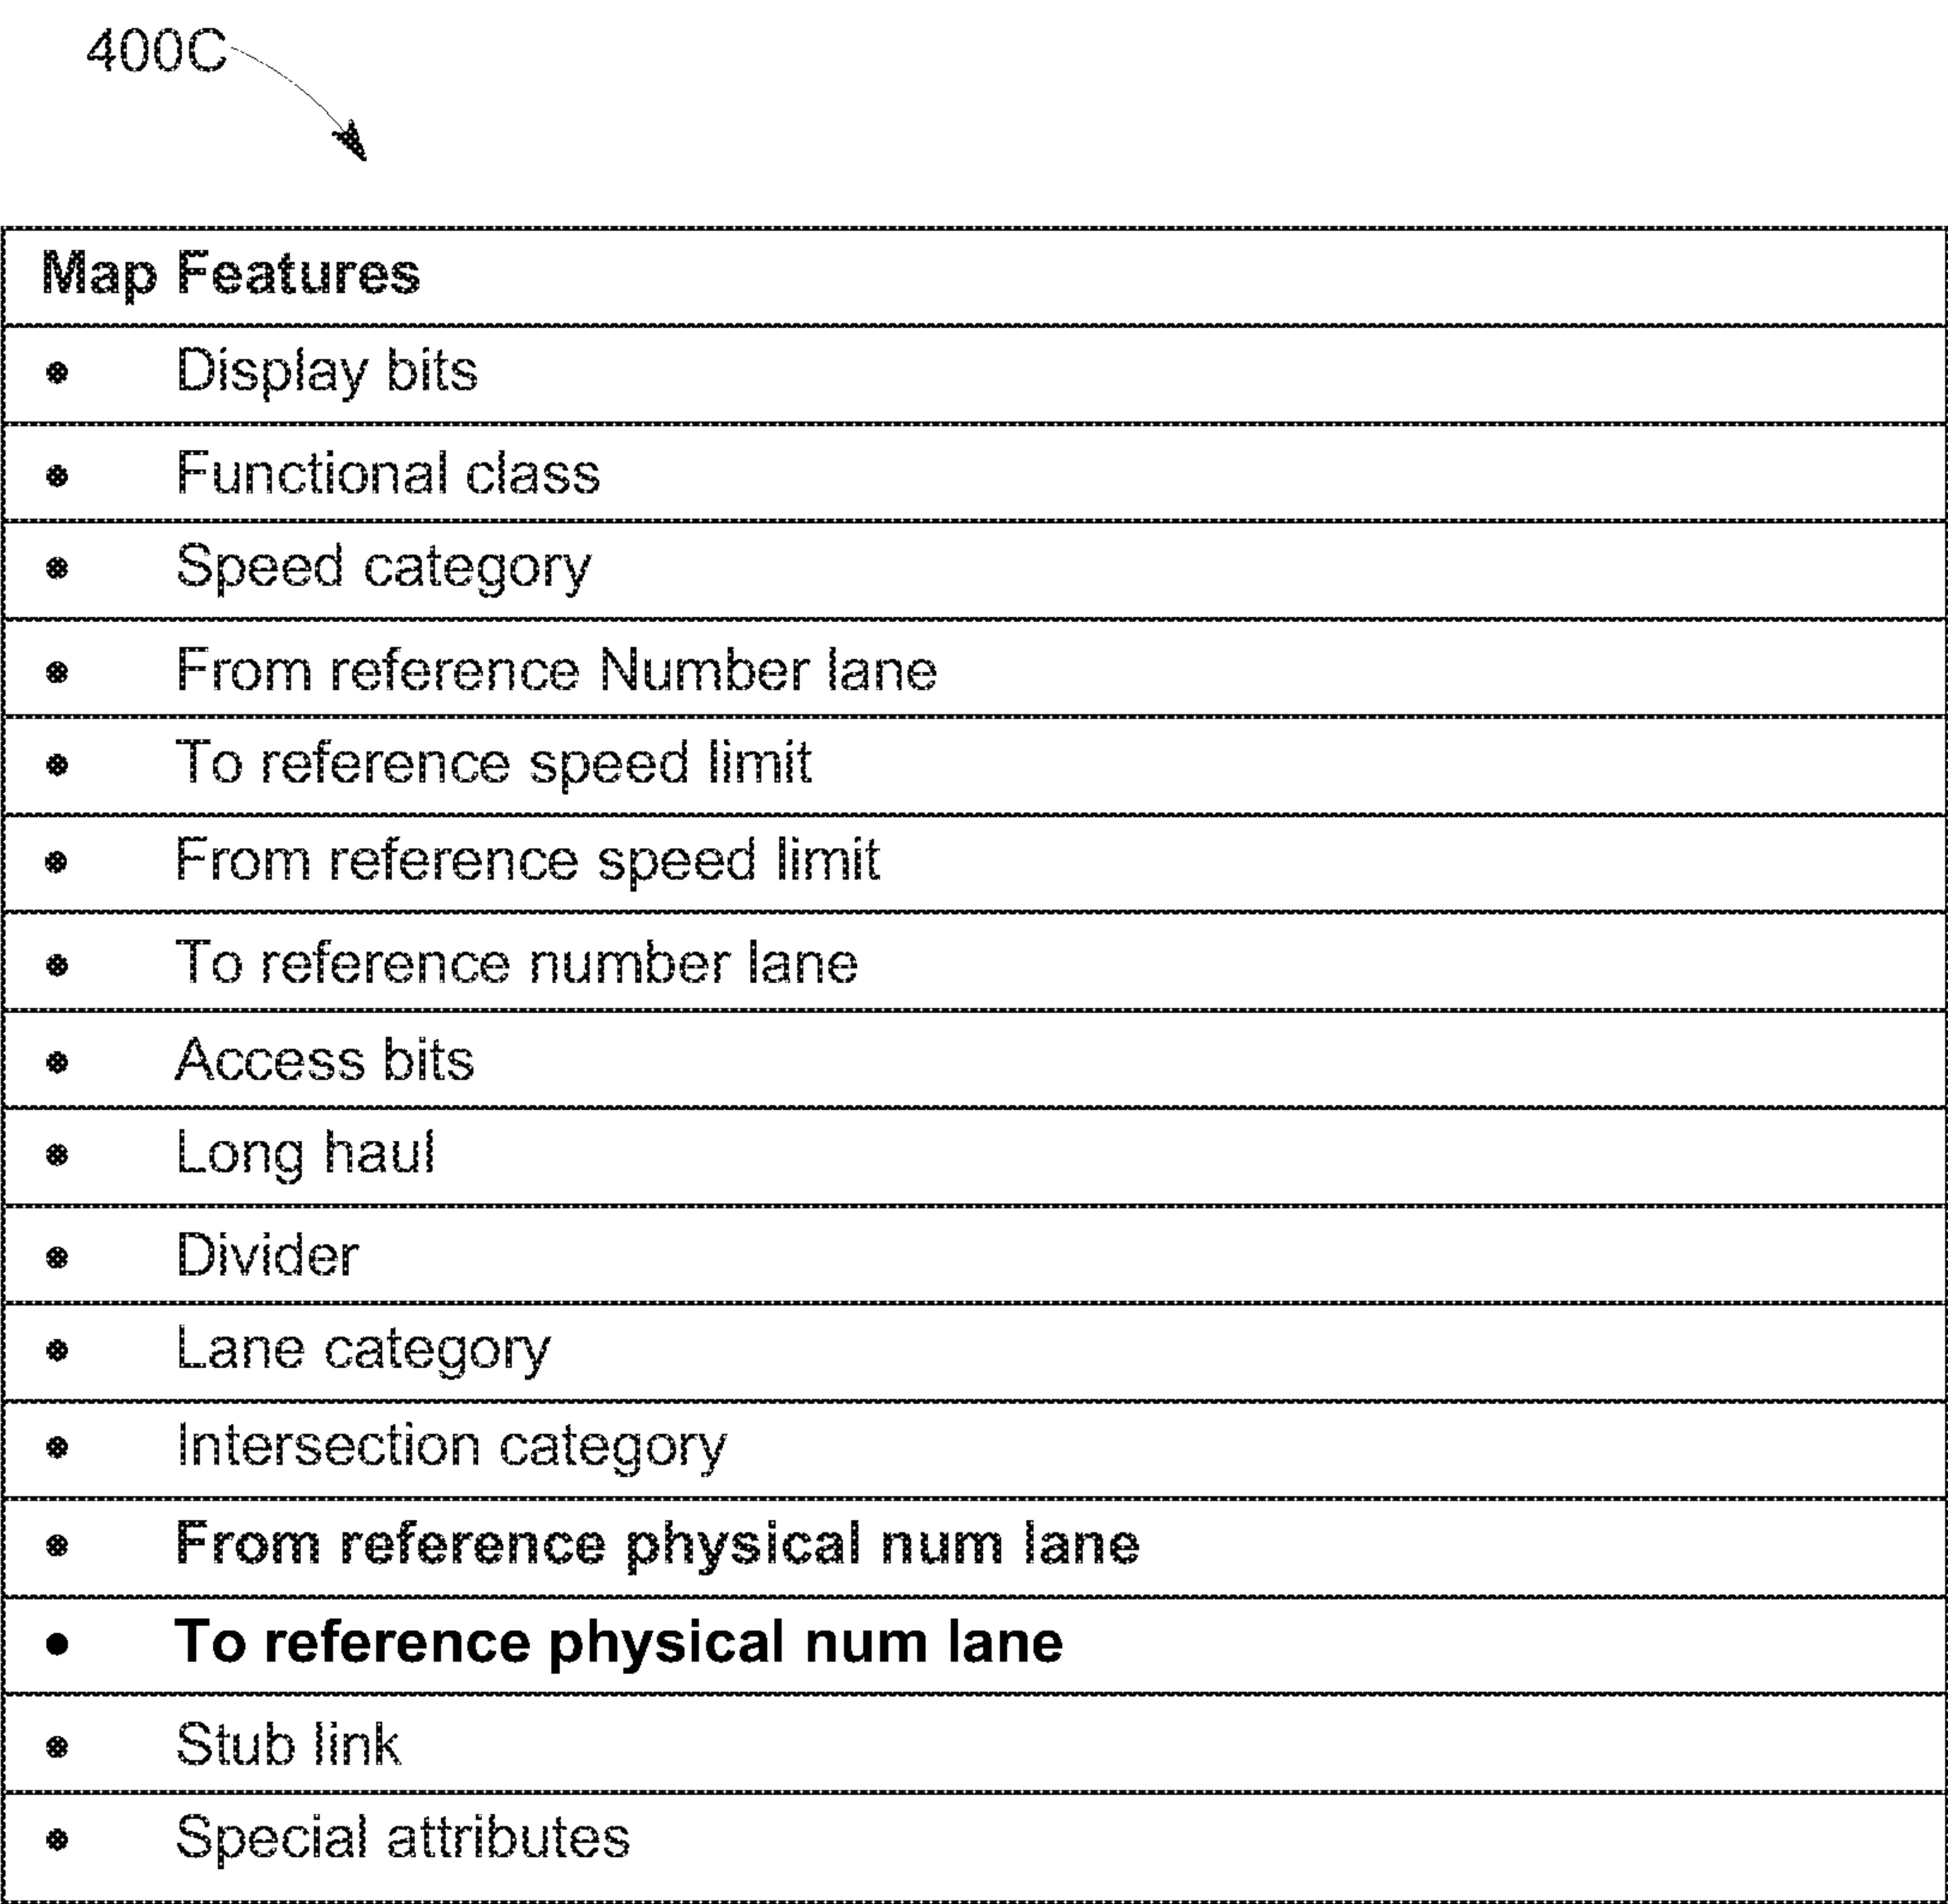 400C
Map Features
• Display bits
• Functional class
• Speed category
• From reference Number lane
• To reference speed limit
• From reference speed limit
• To reference number lane
• Access bits
• Long haul
• Divider
• Lane category
• Intersection category
• From reference physical num lane
• To reference physical num lane
• Stub link
• Special attributes